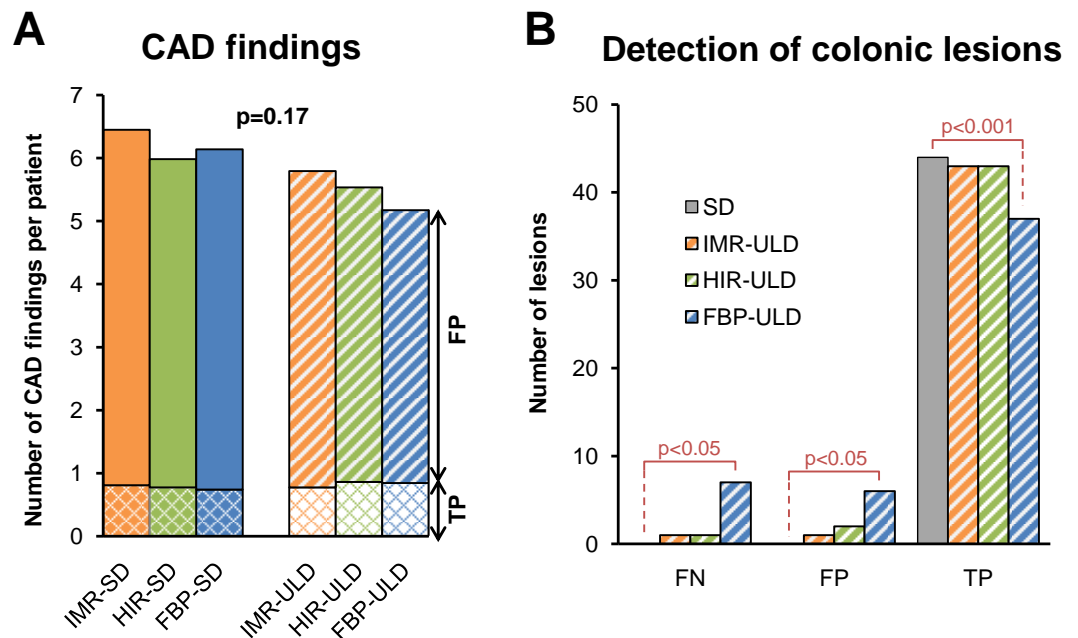 A
CAD findings
Number of CAD findings per patient
7
6
5
4
3
2
1
0
p=0.17
FP
TP
IMR-SD
HIR-SD
FBP-SD
IMR-ULD
HIR-ULD
FBP-ULD
B
Detection of colonic lesions
Number of lesions
50
40
30
20
10
0
p<0.001
SD
IMR-ULD
HIR-ULD
FBP-ULD
p<0.05
p<0.05
FN
FP
TP